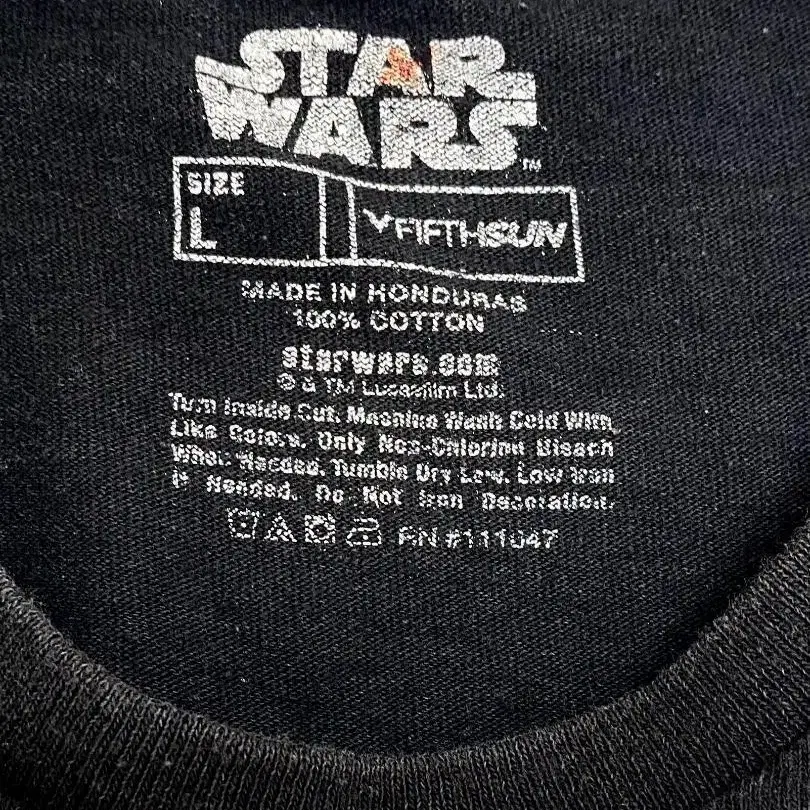 STAR
WARS™
SIZE
L
FIFTHSUN
MADE IN HONDURAS
100% COTTON
starwars.com
© & TM Lucasfilm Ltd.
Turn Inside Out. Machine Wash Cold With
Like Colors. Only Non-Chlorine Bleach
When Needed. Tumble Dry Low. Low Iron
If Needed. Do Not Iron Decoration.
RN #111047